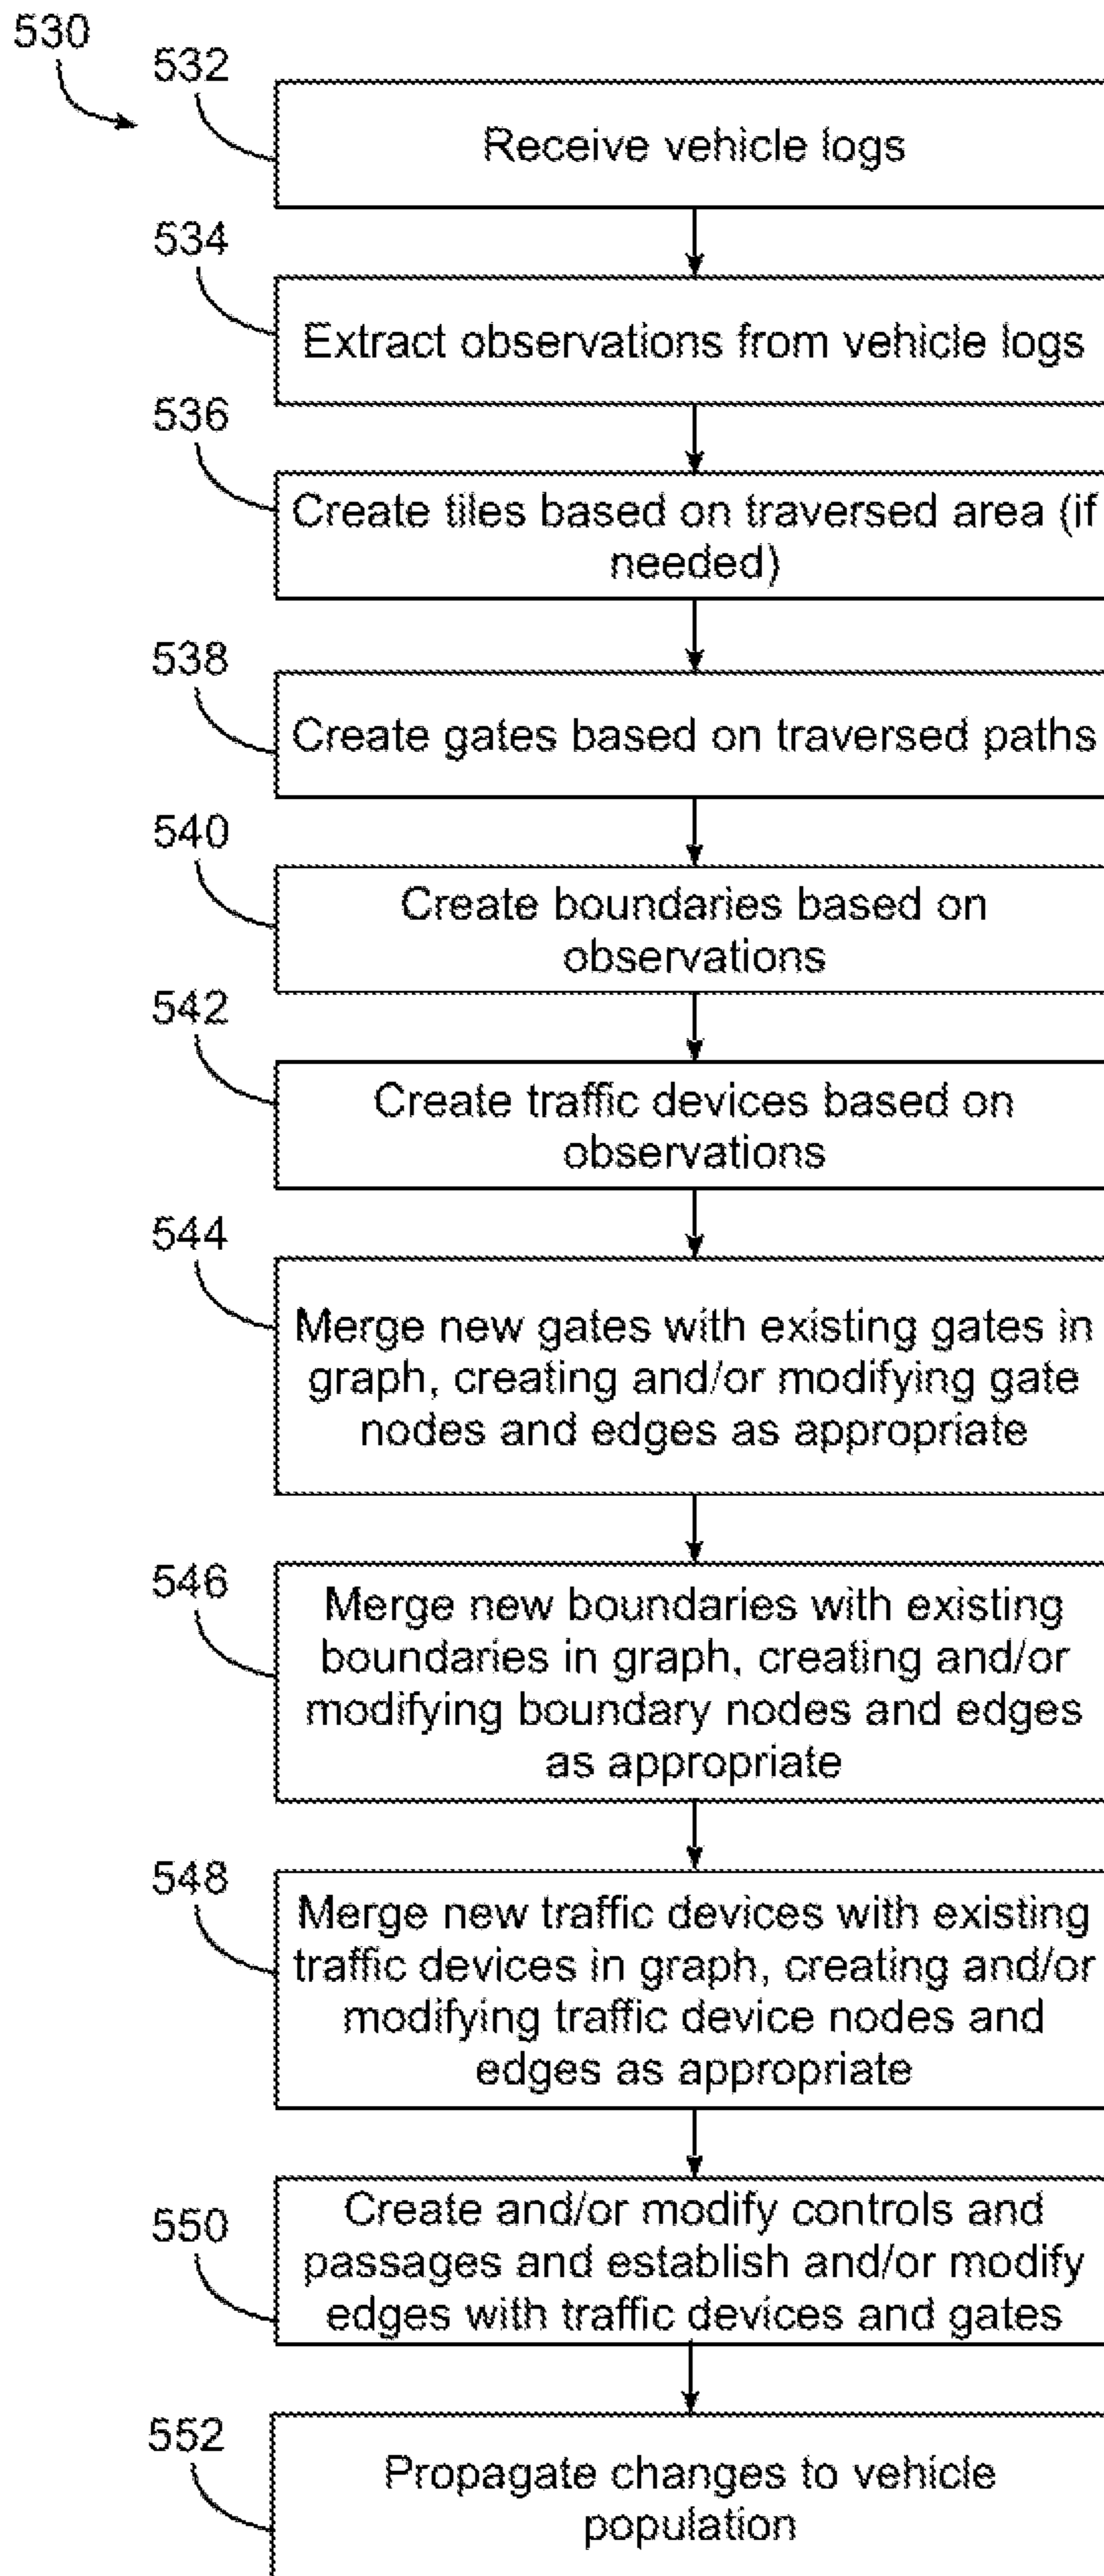 530
532
Receive vehicle logs
534
Extract observations from vehicle logs
536
Create tiles based on traversed area (if
needed)
538
Create gates based on traversed paths
540
Create boundaries based on
observations
542
Create traffic devices based on
observations
544
Merge new gates with existing gates in
graph, creating and/or modifying gate
nodes and edges as appropriate
546
Merge new boundaries with existing
boundaries in graph, creating and/or
modifying boundary nodes and edges
as appropriate
548
Merge new traffic devices with existing
traffic devices in graph, creating and/or
modifying traffic device nodes and
edges as appropriate
550
Create and/or modify controls and
passages and establish and/or modify
edges with traffic devices and gates
552
Propagate changes to vehicle
population